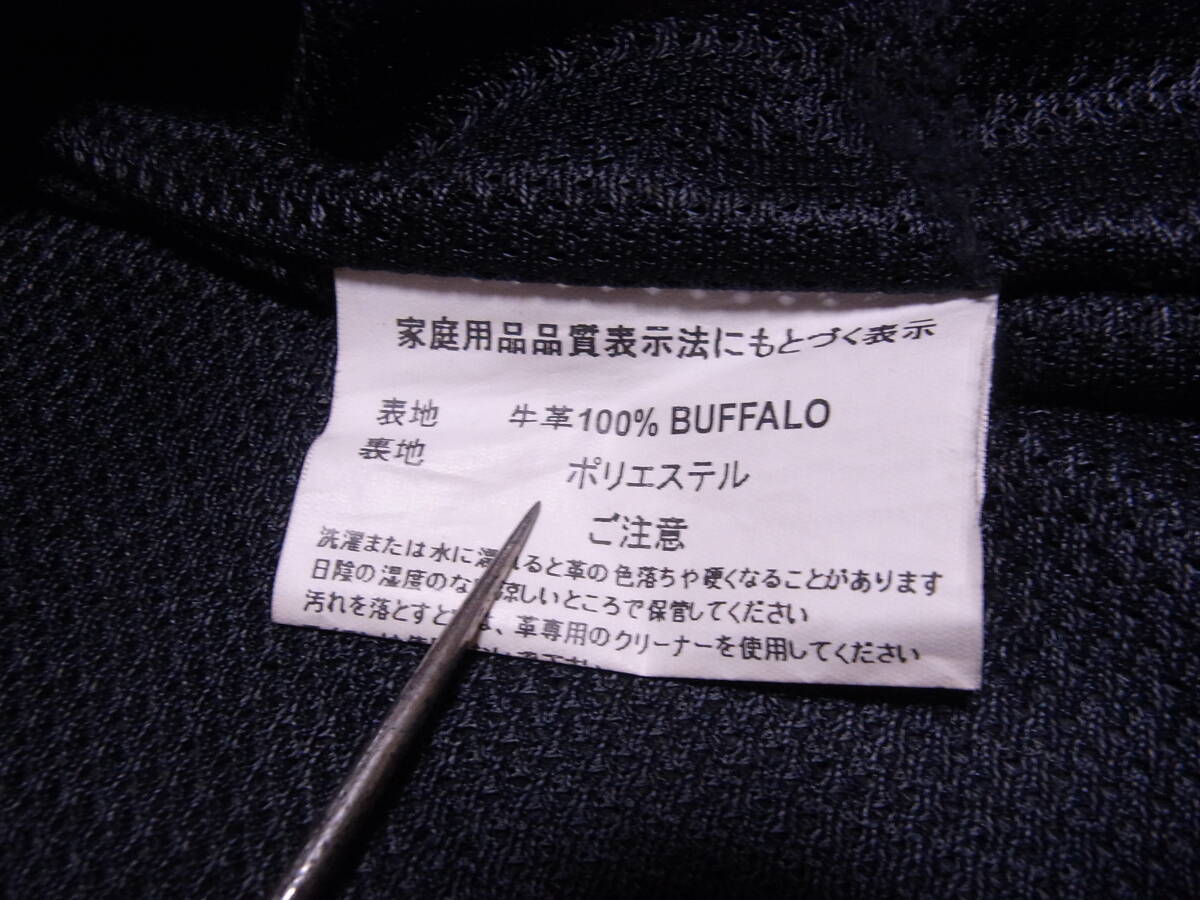 家庭用品品質表示法にもとづく表示
表地 牛革100% BUFFALO
裏地 ポリエステル
ご注意
洗濯または水に濡れると革の色落ちや硬くなることがあります
日陰の湿度のな 涼しいところで保管してください
汚れを落とすと は、革専用のクリーナーを使用してください